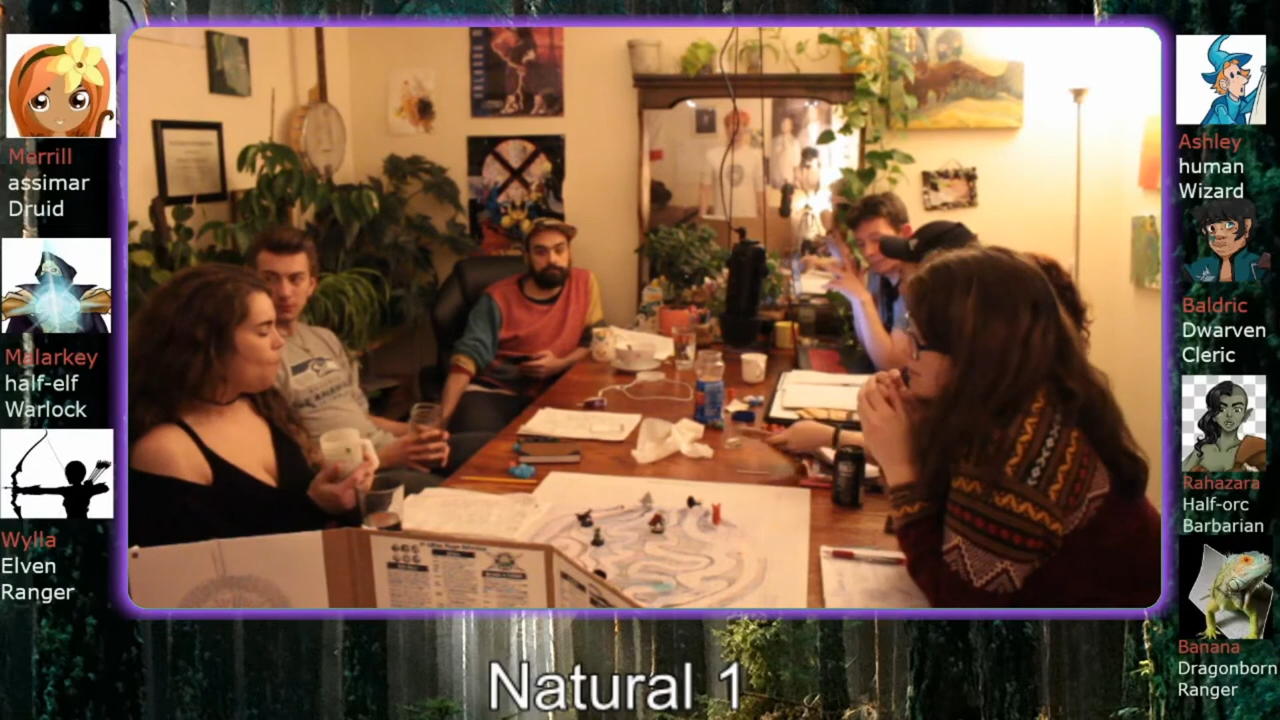 Merrill
assimar
Druid
Malarkey
half-elf
Warlock
Wylla
Elven
Ranger
Ashley
human
Wizard
Baldric
Dwarven
Cleric
Rahazara
Half-orc
Barbarian
Banana
Dragonborn
Ranger
Natural 1